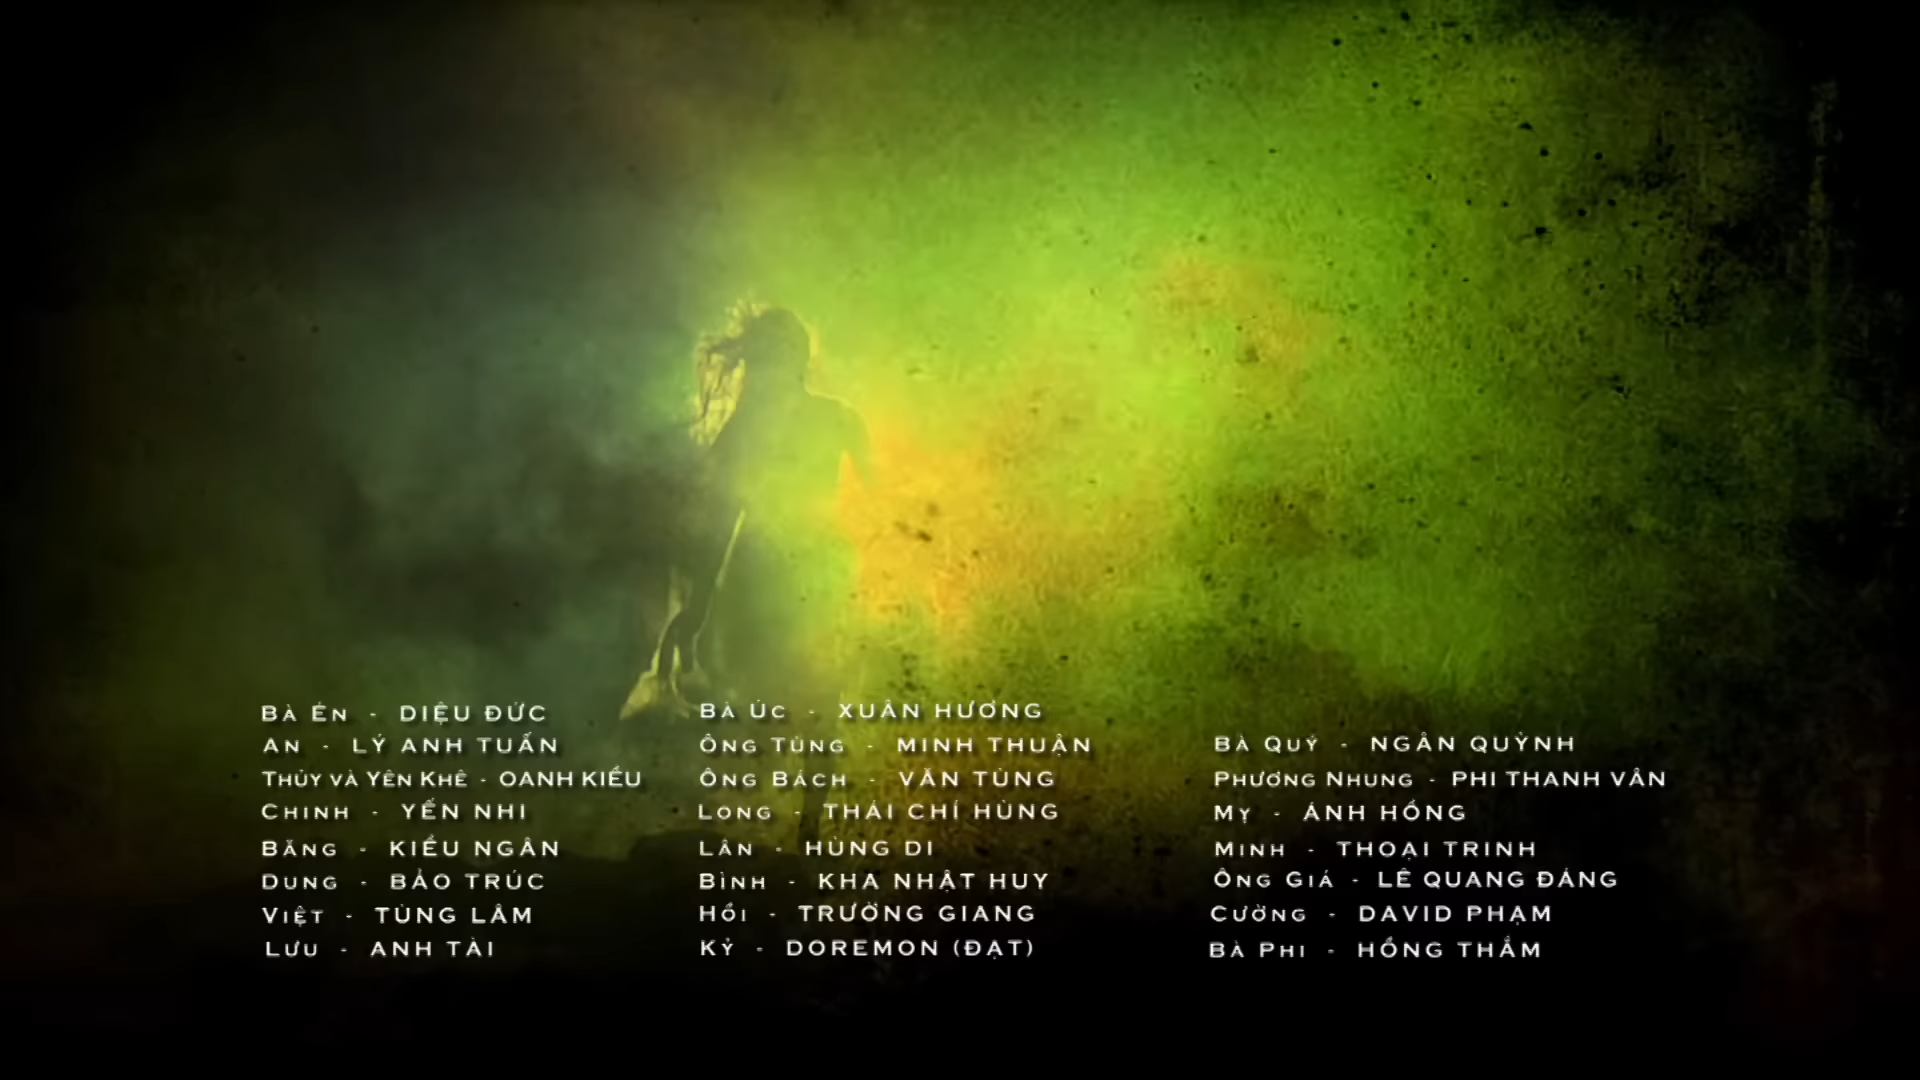 Bà Én - DIỆU ĐỨC
An - LÝ ANH TUẤN
Thủy và Yên Khê - OANH KIỀU
Chinh - YẾN NHI
Băng - KIỀU NGÂN
Dung - BẢO TRÚC
Việt - TÙNG LÂM
Lưu - ANH TÀI
Bà Úc - XUÂN HƯƠNG
Ông Tùng - MINH THUẬN
Ông Bách - VĂN TÙNG
Long - THÁI CHÍ HÙNG
Lân - HÙNG DI
Bình - KHA NHẬT HUY
Hồi - TRƯỜNG GIANG
Kỷ - DOREMON (ĐẠT)
Bà Quý - NGÂN QUỲNH
Phương Nhung - PHI THANH VÂN
Mỵ - ÁNH HỒNG
Minh - THOẠI TRINH
Ông Giá - LÊ QUANG ĐÁNG
Cường - DAVID PHẠM
Bà Phi - HỒNG THẮM